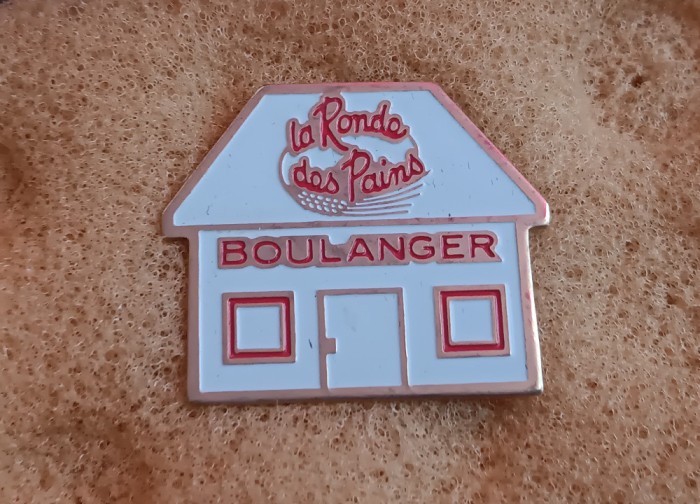 la Ronde
des Pains
BOULANGER